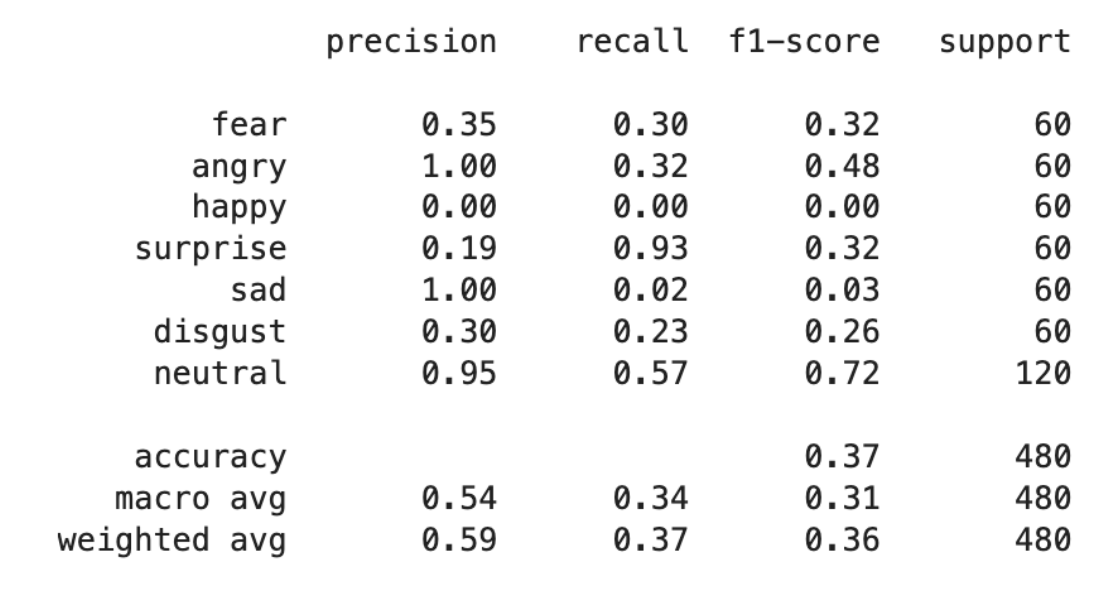 precision recall f1-score support
fear 0.35 0.30 0.32 60
angry 1.00 0.32 0.48 60
happy 0.00 0.00 0.00 60
surprise 0.19 0.93 0.32 60
sad 1.00 0.02 0.03 60
disgust 0.30 0.23 0.26 60
neutral 0.95 0.57 0.72 120
accuracy 0.37 480
macro avg 0.54 0.34 0.31 480
weighted avg 0.59 0.37 0.36 480